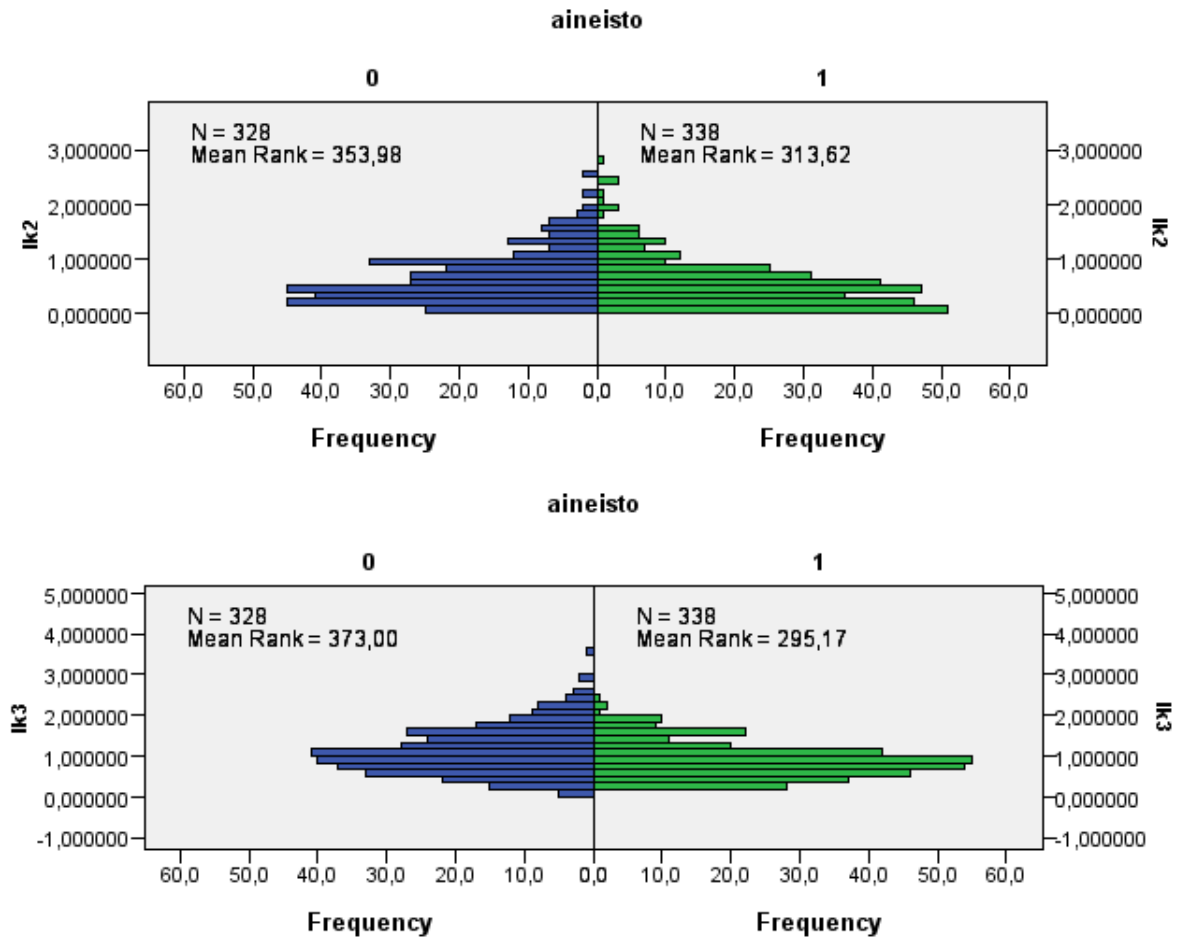 aineisto
0 1
N = 328 N = 338
Mean Rank = 353,98 Mean Rank = 313,62
3,000000 3,000000
2,000000 2,000000
lk2 lk2
1,000000 1,000000
0,000000 0,000000
60,0 50,0 40,0 30,0 20,0 10,0 0,0 10,0 20,0 30,0 40,0 50,0 60,0
Frequency Frequency
aineisto
0 1
5,000000 5,000000
N = 328 N = 338
Mean Rank = 373,00 Mean Rank = 295,17
4,000000 4,000000
3,000000 3,000000
lk3 lk3
2,000000 2,000000
1,000000 1,000000
0,000000 0,000000
-1,000000 -1,000000
60,0 50,0 40,0 30,0 20,0 10,0 0,0 10,0 20,0 30,0 40,0 50,0 60,0
Frequency Frequency